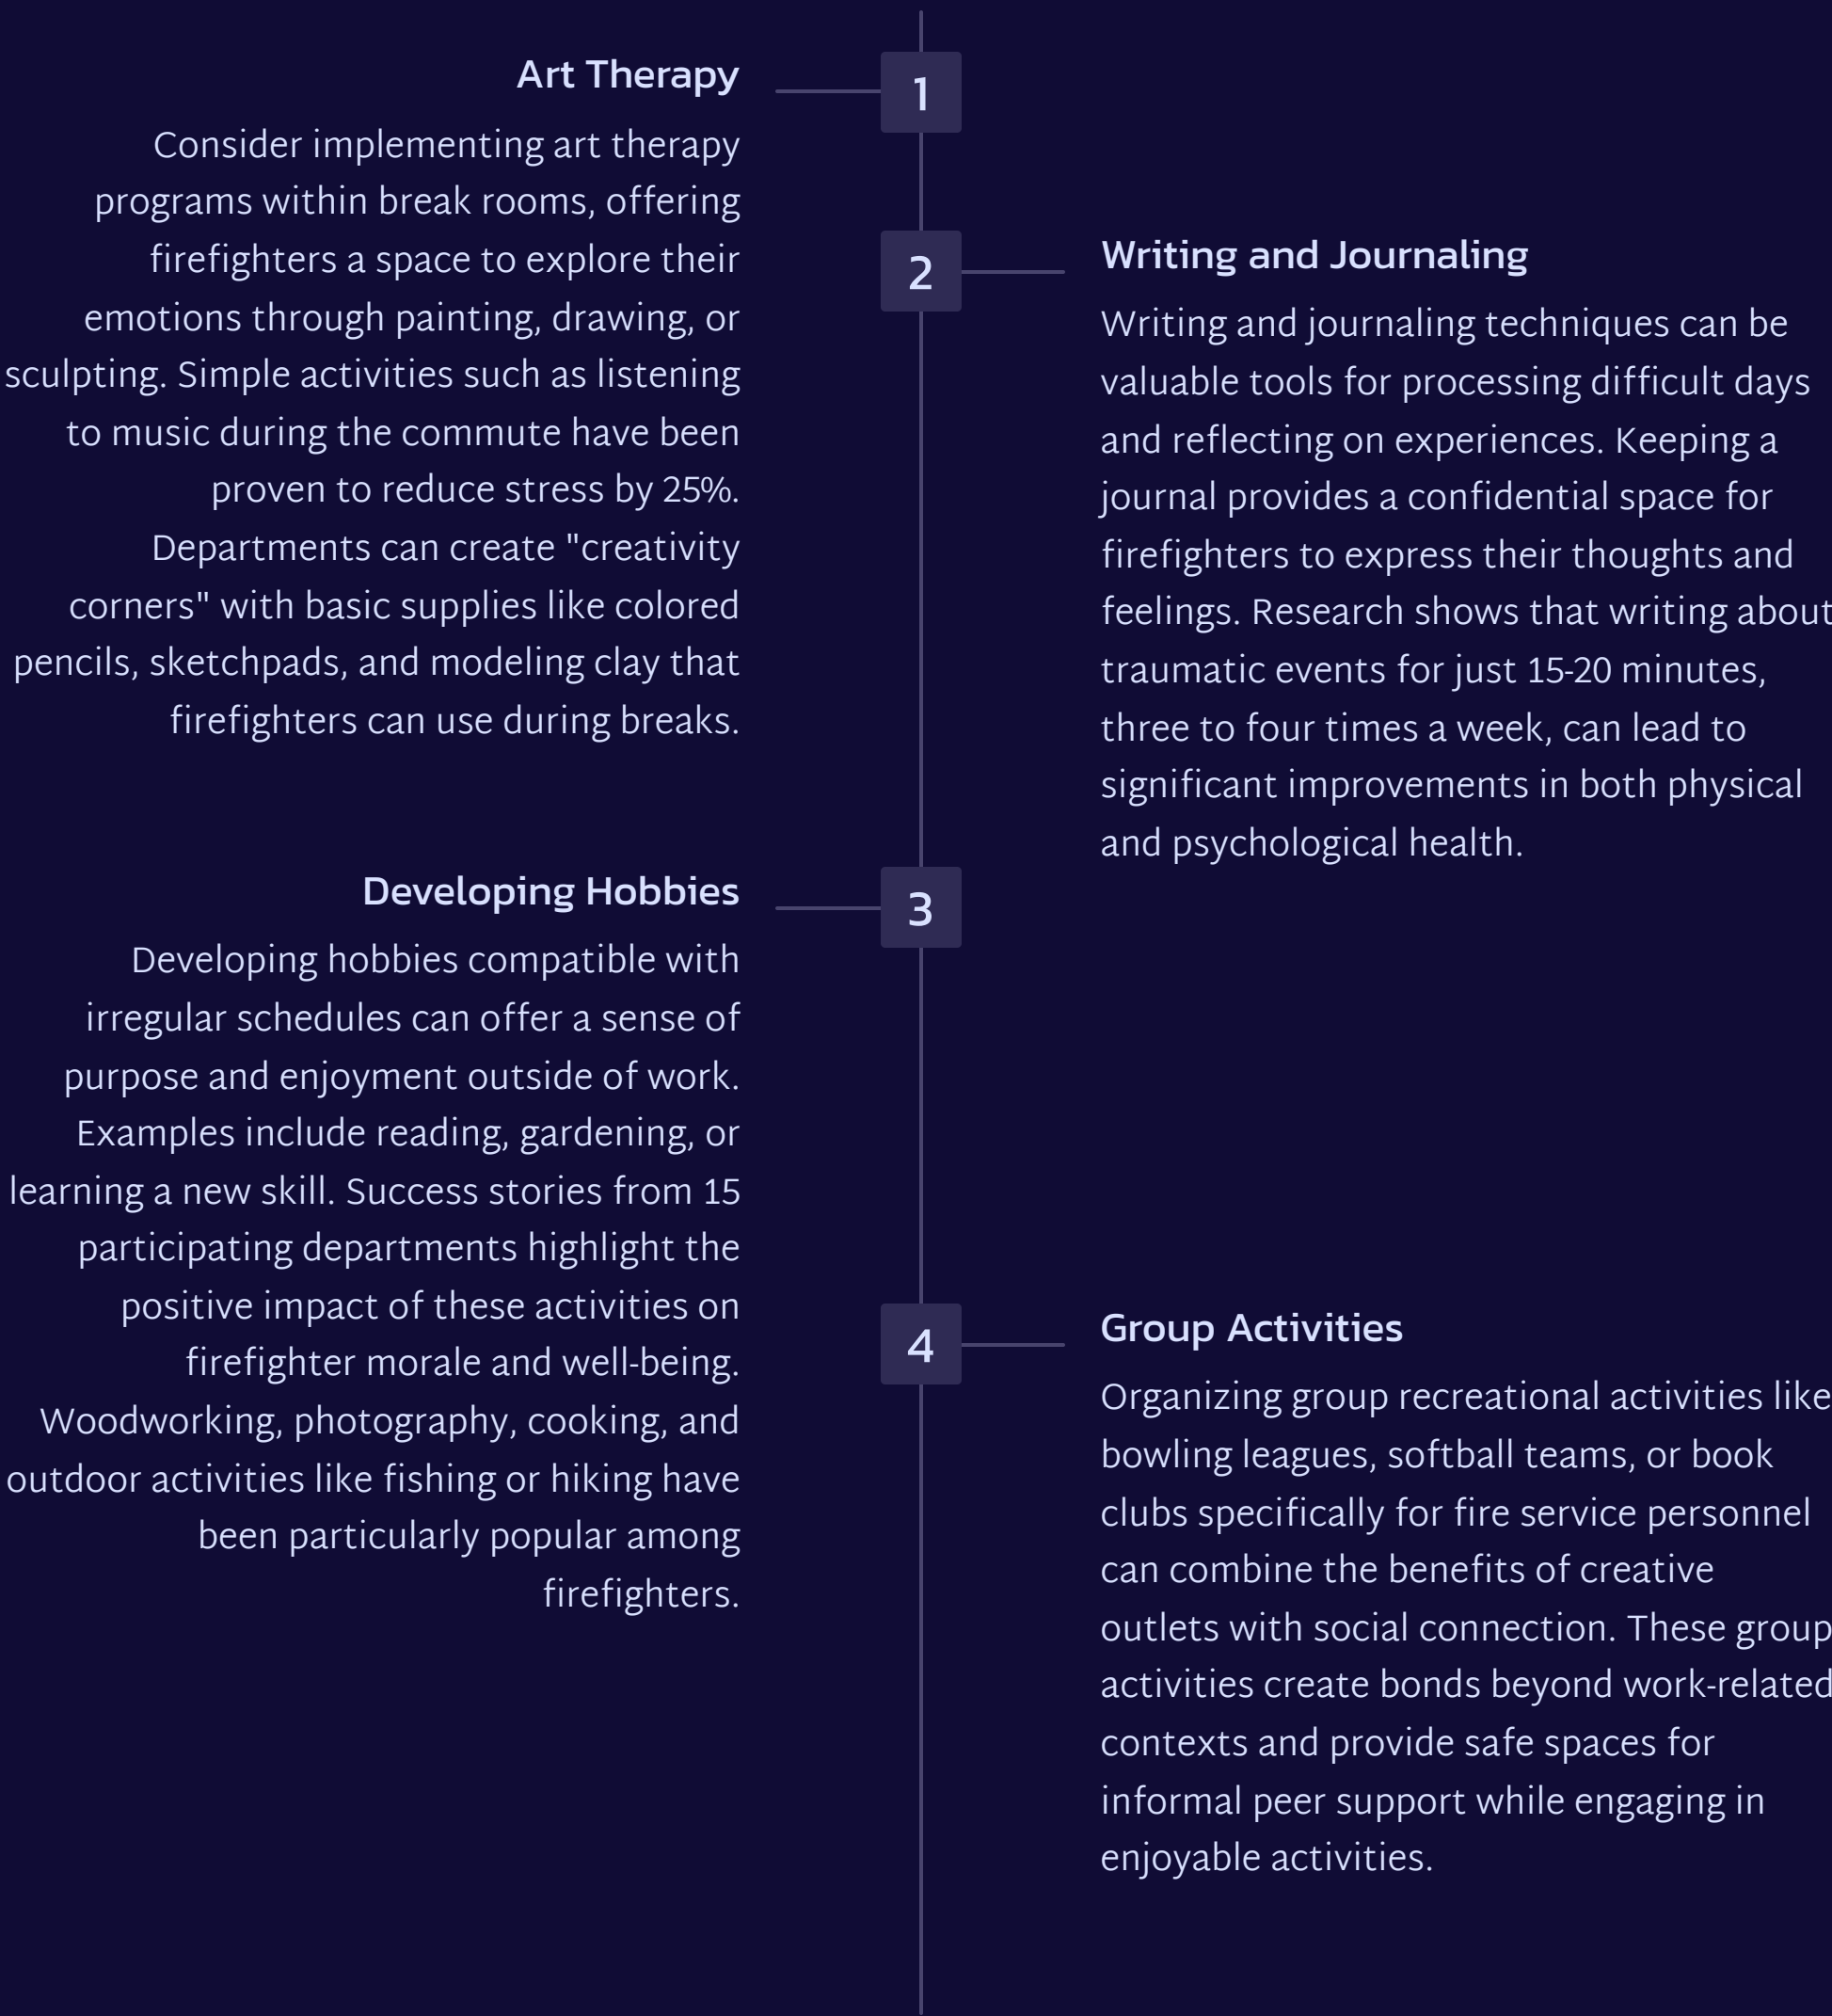 1
Art Therapy
Consider implementing art therapy
programs within break rooms, offering
firefighters a space to explore their
emotions through painting, drawing, or
sculpting. Simple activities such as listening
to music during the commute have been
proven to reduce stress by 25%.
Departments can create "creativity
corners" with basic supplies like colored
pencils, sketchpads, and modeling clay that
firefighters can use during breaks.
2
Writing and Journaling
Writing and journaling techniques can be
valuable tools for processing difficult days
and reflecting on experiences. Keeping a
journal provides a confidential space for
firefighters to express their thoughts and
feelings. Research shows that writing about
traumatic events for just 15-20 minutes,
three to four times a week, can lead to
significant improvements in both physical
and psychological health.
3
Developing Hobbies
Developing hobbies compatible with
irregular schedules can offer a sense of
purpose and enjoyment outside of work.
Examples include reading, gardening, or
learning a new skill. Success stories from 15
participating departments highlight the
positive impact of these activities on
firefighter morale and well-being.
Woodworking, photography, cooking, and
outdoor activities like fishing or hiking have
been particularly popular among
firefighters.
4
Group Activities
Organizing group recreational activities like
bowling leagues, softball teams, or book
clubs specifically for fire service personnel
can combine the benefits of creative
outlets with social connection. These group
activities create bonds beyond work-related
contexts and provide safe spaces for
informal peer support while engaging in
enjoyable activities.